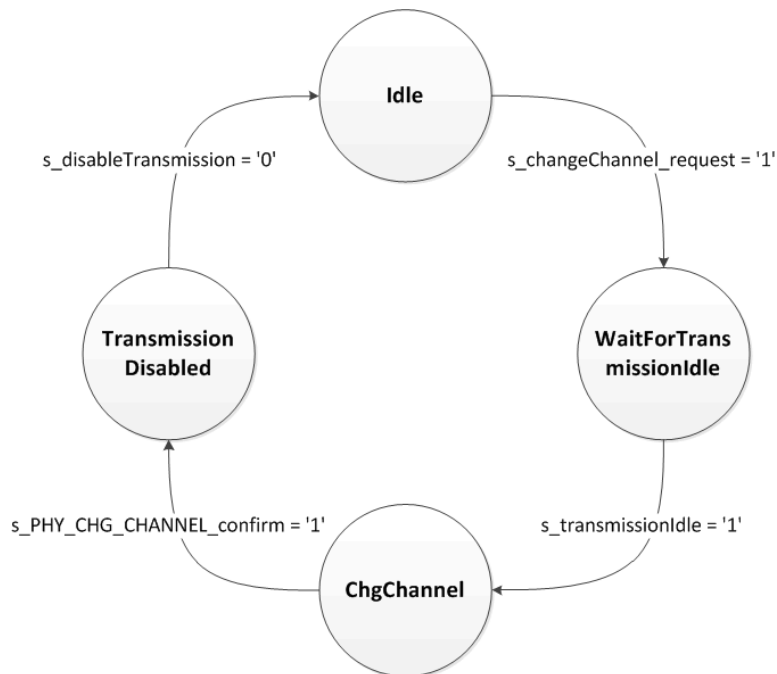 Idle
s_disableTransmission = '0'
s_changeChannel_request = '1'
Transmission
Disabled
WaitForTrans
missionIdle
s_PHY_CHG_CHANNEL_confirm = '1'
s_transmissionIdle = '1'
ChgChannel